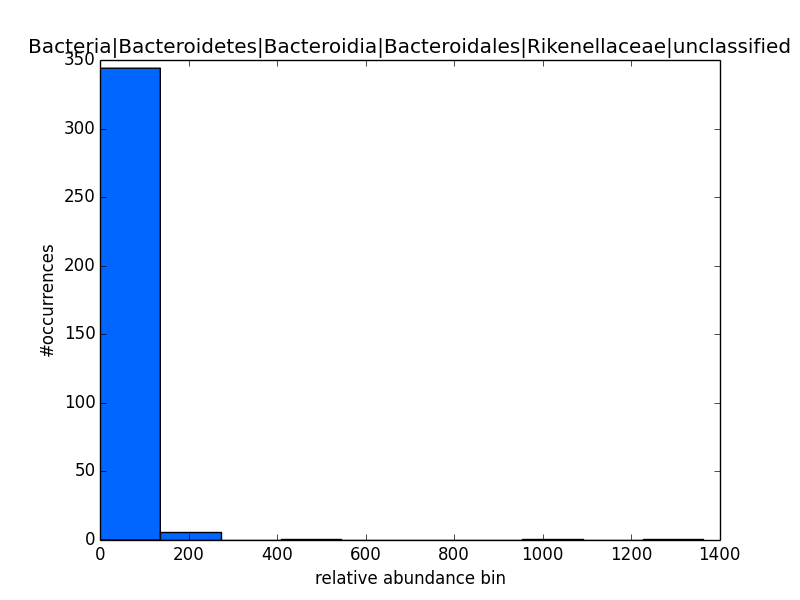 Bacteria|Bacteroidetes|Bacteroidia|Bacteroidales|Rikenellaceae|unclassified
350
300
250
200
150
100
50
0
#occurrences
0 200 400 600 800 1000 1200 1400
relative abundance bin